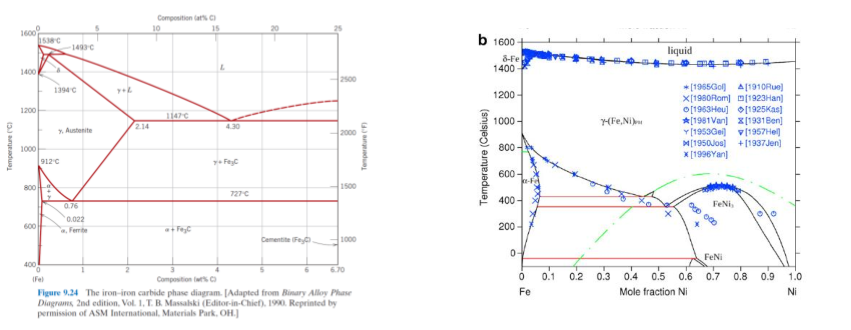 Composition (at% C)
0 5 10 15 20 25
1600
1538°C
1493°C
L
1400
δ
1394°C
γ + L
2500
1200
1147°C
2.14
4.30
γ, Austenite
2000
1000
Temperature (°C)
Temperature (°F)
912°C
γ + Fe₃C
800
α
+
γ
727°C
1500
0.76
0.022
600
α, Ferrite
α + Fe₃C
Cementite (Fe₃C)
1000
400
0 1 2 3 4 5 6 6.70
(Fe)
Composition (wt% C)
Figure 9.24 The iron–iron carbide phase diagram. [Adapted from Binary Alloy Phase
Diagrams, 2nd edition, Vol. 1, T. B. Massalski (Editor-in-Chief), 1990. Reprinted by
permission of ASM International, Materials Park, OH.]
b
1600
liquid
δ-Fe
1400
[1965Gol] [1910Rue]
[1980Rom] [1923Han]
[1963Heu] [1925Kas]
[1981Van] [1931Ben]
[1953Gei] [1957Hel]
[1950Jos] [1937Jen]
[1996Yan]
1200
1000
γ-(Fe,Ni)PM
800
Temperature (Celsius)
600
α-Fe
400
FeNi₃
200
0
FeNi
0 0.1 0.2 0.3 0.4 0.5 0.6 0.7 0.8 0.9 1.0
Fe Mole fraction Ni Ni